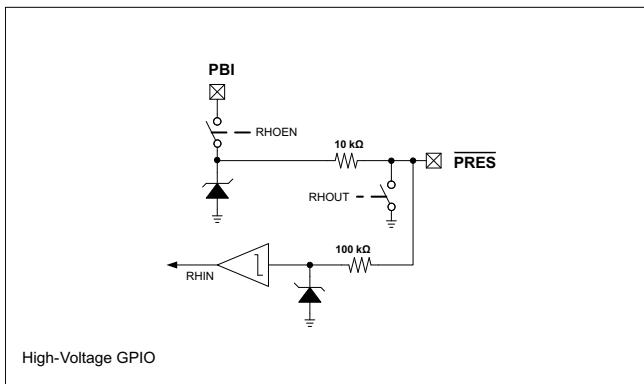 PBI
RHOEN
10 kΩ
PRES
RHOUT
100 kΩ
RHIN
High-Voltage GPIO